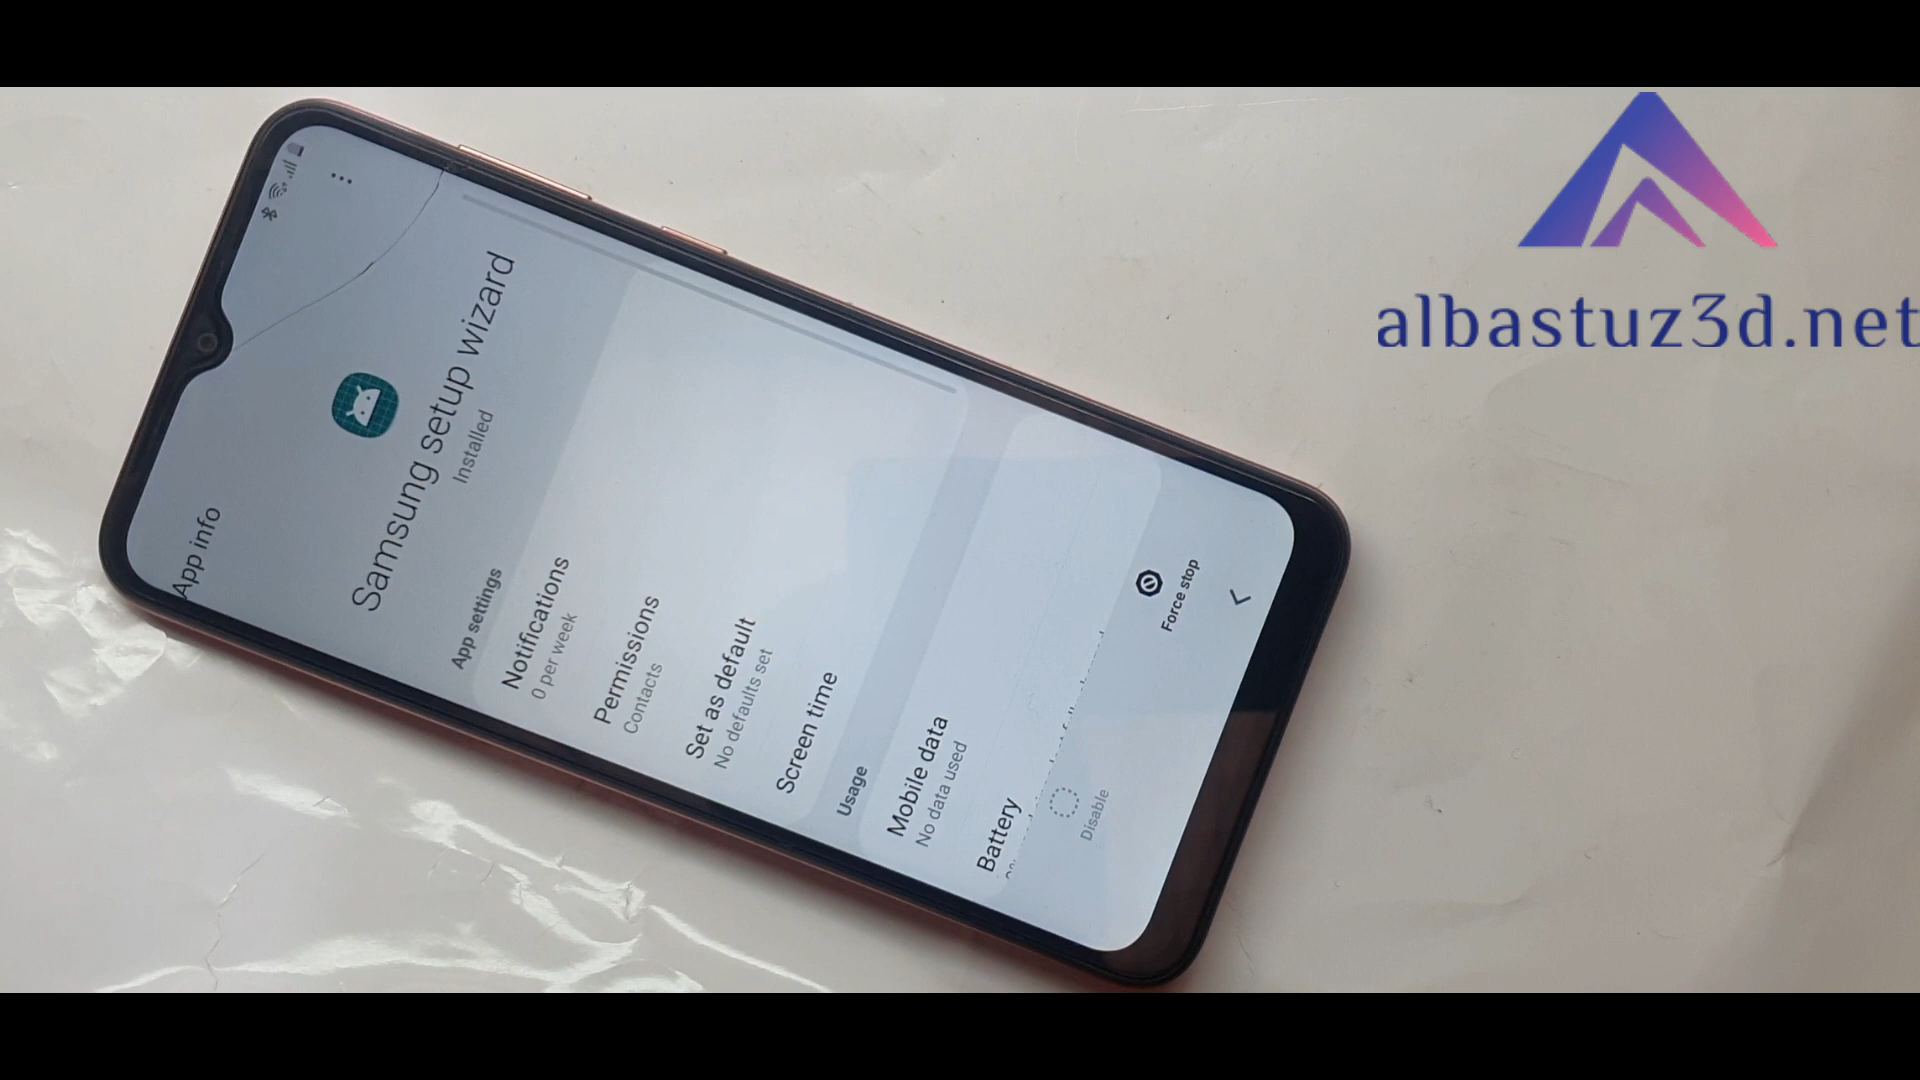 albastuz3d.net
App info
Samsung setup wizard
Installed
App settings
Notifications
0 per week
Permissions
Contacts
Set as default
No defaults set
Screen time
Usage
Mobile data
No data used
Battery
Disable
Force stop